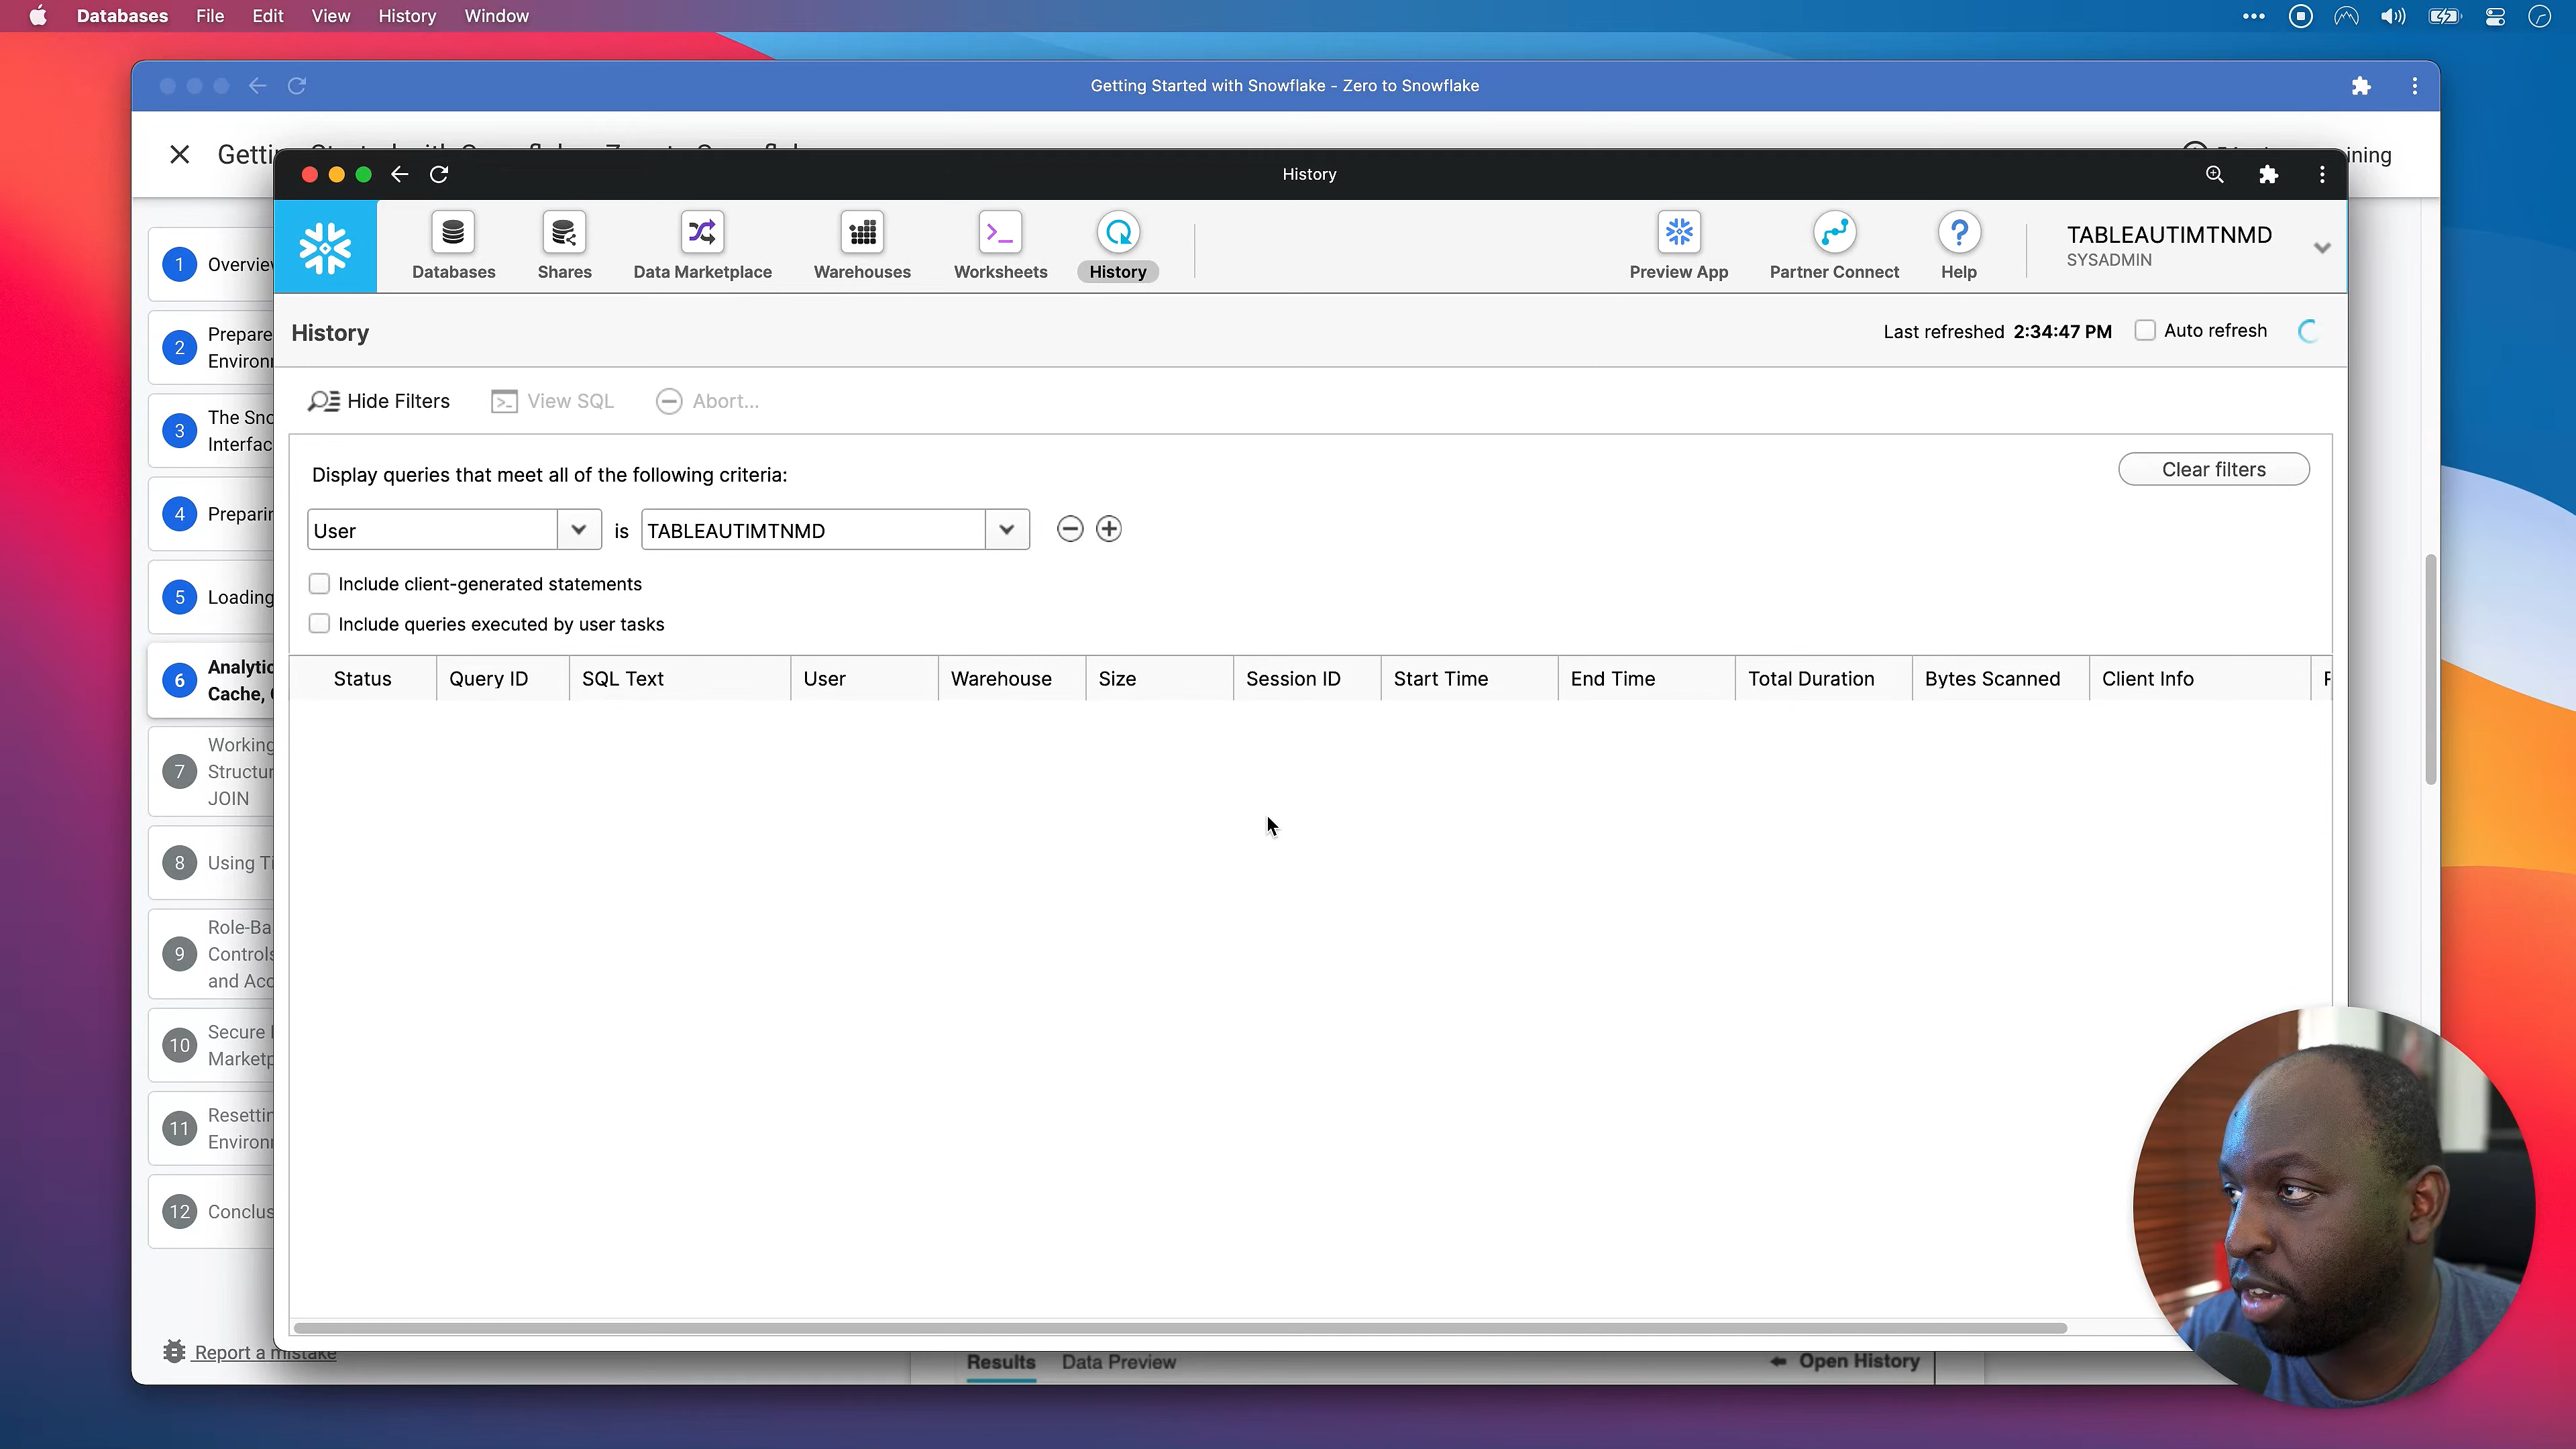 Databases File Edit View History Window
Getting Started with Snowflake - Zero to Snowflake
Getti
ining
History
Databases Shares Data Marketplace Warehouses Worksheets History
Preview App Partner Connect Help
TABLEAUTIMTNMD
SYSADMIN
History
Last refreshed 2:34:47 PM Auto refresh
Hide Filters View SQL Abort...
Display queries that meet all of the following criteria:
Clear filters
User is TABLEAUTIMTNMD
Include client-generated statements
Include queries executed by user tasks
Status Query ID SQL Text User Warehouse Size Session ID Start Time End Time Total Duration Bytes Scanned Client Info
1 Overvie
2 Prepare
Environ
3 The Sno
Interfac
4 Preparin
5 Loading
6 Analytic
Cache,
7 Working
Structur
JOIN
8 Using Ti
9 Role-Ba
Controls
and Acc
10 Secure
Marketp
11 Resettin
Environ
12 Conclus
Report a mistake
Results Data Preview
Open History